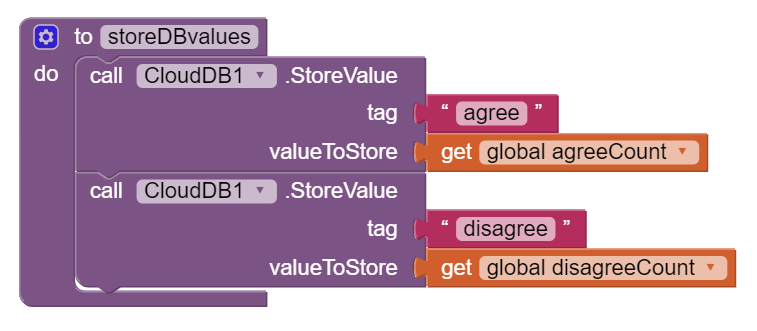 to storeDBvalues
do call CloudDB1 .StoreValue
tag “ agree ”
valueToStore get global agreeCount
call CloudDB1 .StoreValue
tag “ disagree ”
valueToStore get global disagreeCount